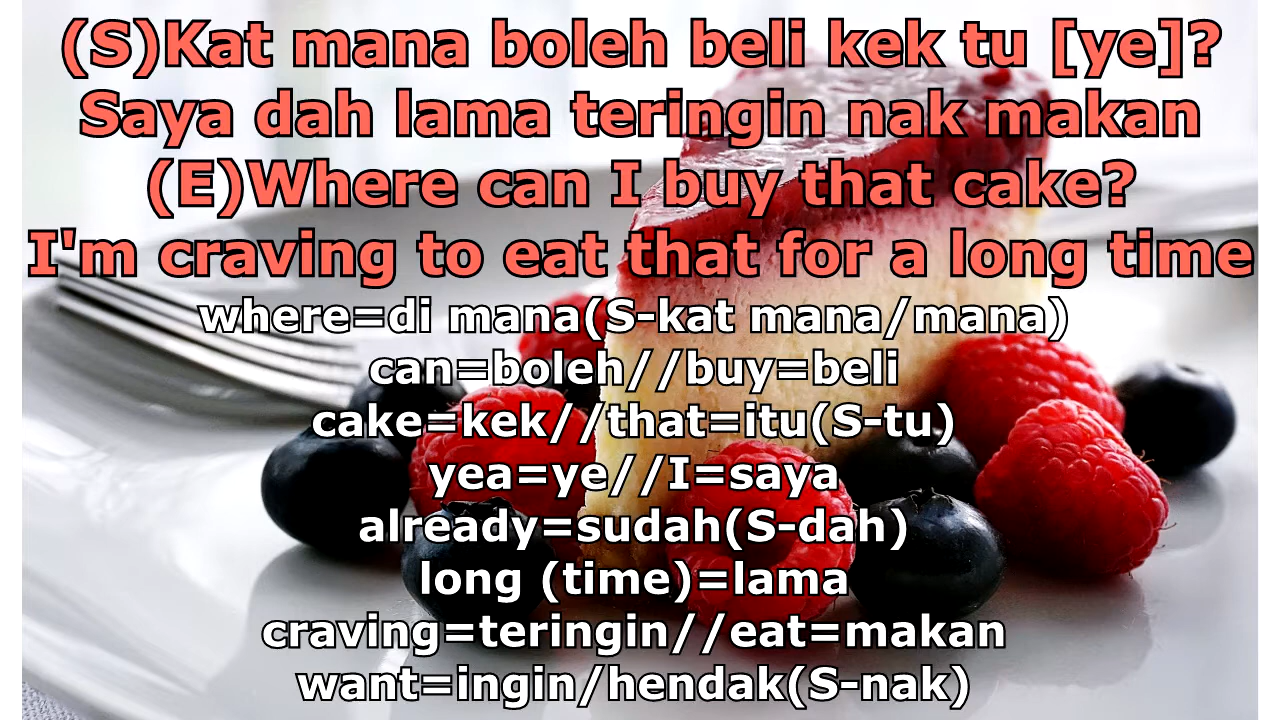 (S)Kat mana boleh beli kek tu [ye]?
Saya dah lama teringin nak makan
(E)Where can I buy that cake?
I'm craving to eat that for a long time
where=di mana(S-kat mana/mana)
can=boleh//buy=beli
cake=kek//that=itu(S-tu)
yea=ye//I=saya
already=sudah(S-dah)
long (time)=lama
craving=teringin//eat=makan
want=ingin/hendak(S-nak)